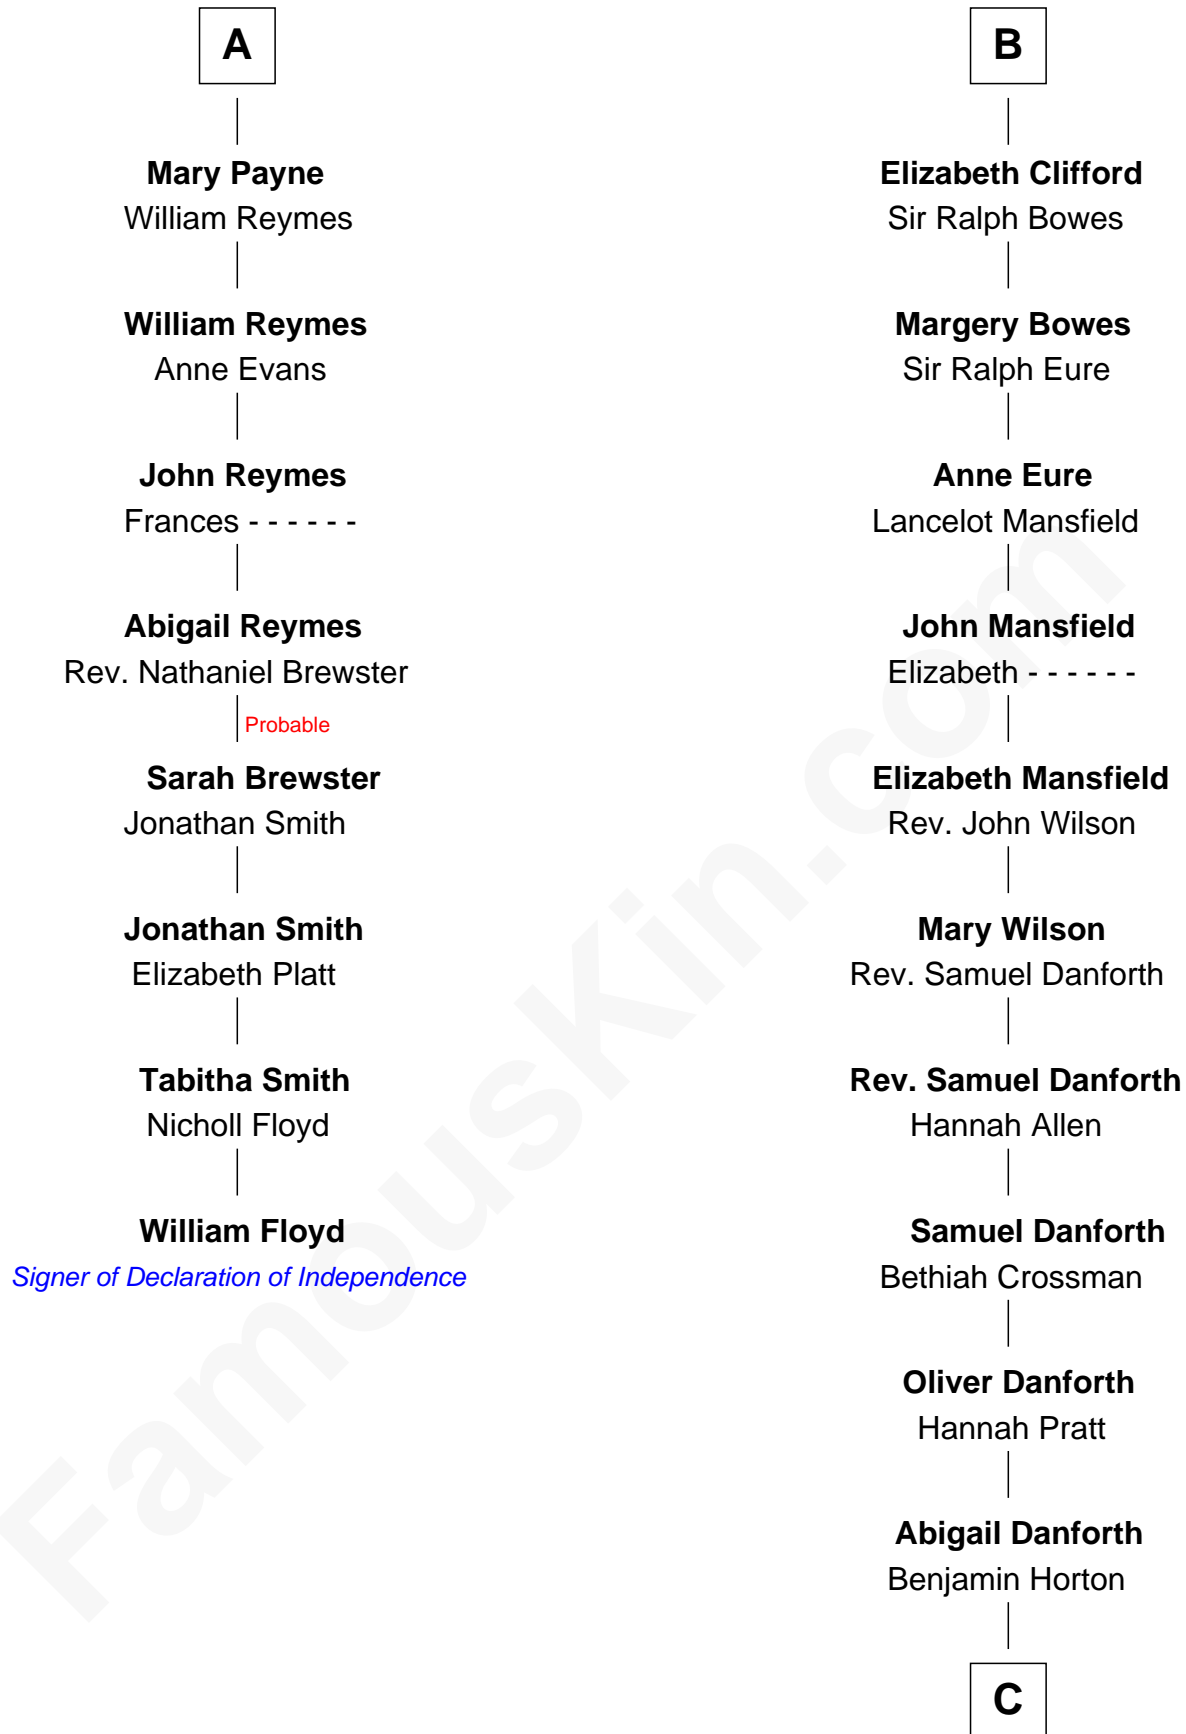 A
Mary Payne
William Reymes
William Reymes
Anne Evans
John Reymes
Frances - - - - - -
Abigail Reymes
Rev. Nathaniel Brewster
Probable
Sarah Brewster
Jonathan Smith
Jonathan Smith
Elizabeth Platt
Tabitha Smith
Nicholl Floyd
William Floyd
Signer of Declaration of Independence
B
Elizabeth Clifford
Sir Ralph Bowes
Margery Bowes
Sir Ralph Eure
Anne Eure
Lancelot Mansfield
John Mansfield
Elizabeth - - - - - -
Elizabeth Mansfield
Rev. John Wilson
Mary Wilson
Rev. Samuel Danforth
Rev. Samuel Danforth
Hannah Allen
Samuel Danforth
Bethiah Crossman
Oliver Danforth
Hannah Pratt
Abigail Danforth
Benjamin Horton
C
FamousKin.com